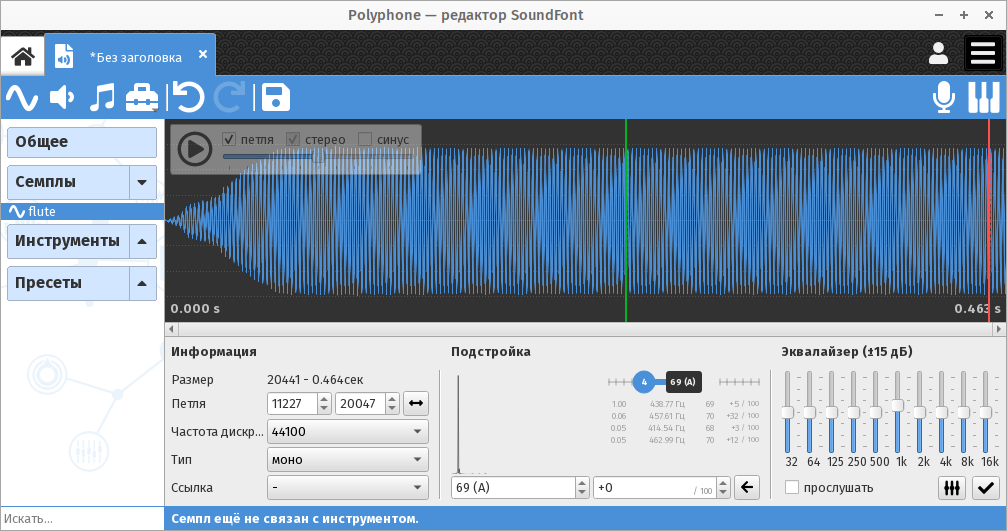 Polyphone — редактор SoundFont
*Без заголовка
Общее
Семплы
flute
Инструменты
Пресеты
Искать...
петля стерео синус
0.000 s 0.463 s
Информация
Размер 20441 - 0.464сек
Петля 11227 20047
Частота дискр... 44100
Тип моно
Ссылка -
Подстройка
4 69 (A)
1.00 438.77 Гц 69 +5 / 100
0.06 457.61 Гц 70 +32 / 100
0.05 414.54 Гц 68 +3 / 100
0.05 462.99 Гц 70 +12 / 100
69 (A) +0 / 100
Эквалайзер (±15 дБ)
32 64 125 250 500 1k 2k 4k 8k 16k
прослушать
Семпл ещё не связан с инструментом.